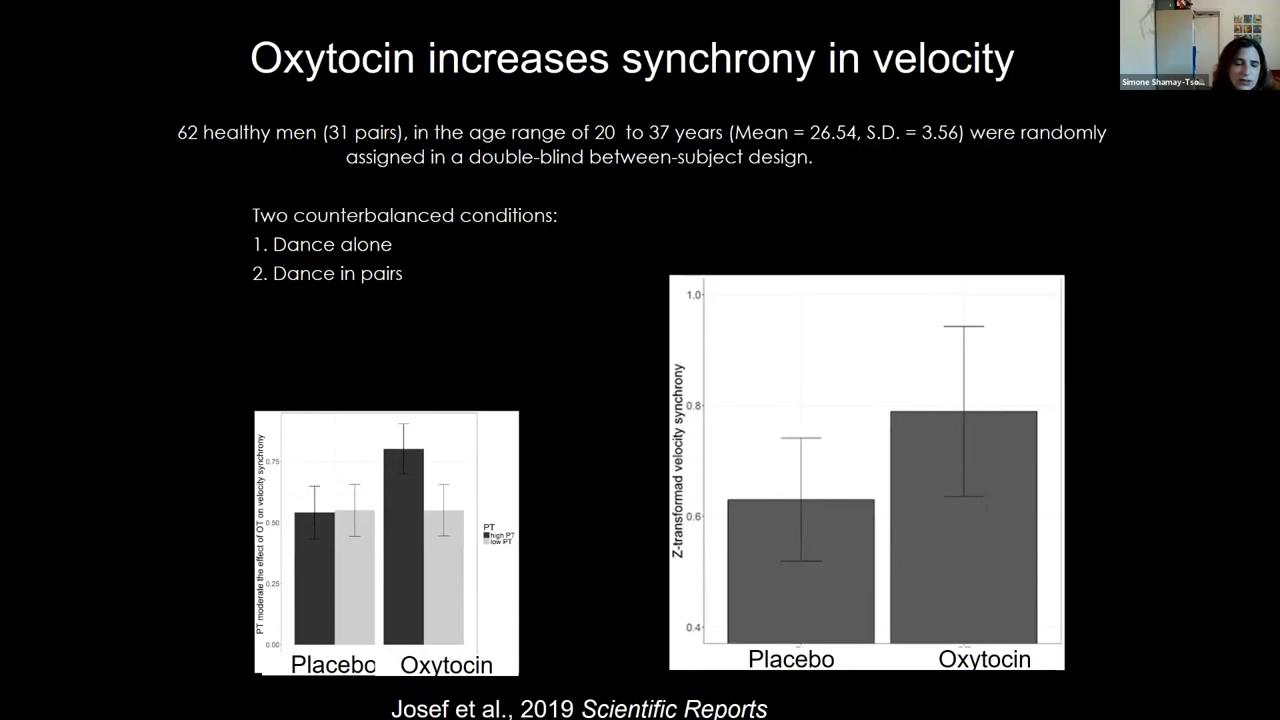 Oxytocin increases synchrony in velocity
Simone Shamay-Tso...
62 healthy men (31 pairs), in the age range of 20 to 37 years (Mean = 26.54, S.D. = 3.56) were randomly
assigned in a double-blind between-subject design.
Two counterbalanced conditions:
1. Dance alone
2. Dance in pairs
PT moderate the effect of OT on velocity synchrony
0.75
0.50
0.25
0.00
Placebo Oxytocin
PT
high PT
low PT
Z-transformad velocity synchrony
1.0
0.8
0.6
0.4
Placebo Oxytocin
Josef et al., 2019 Scientific Reports